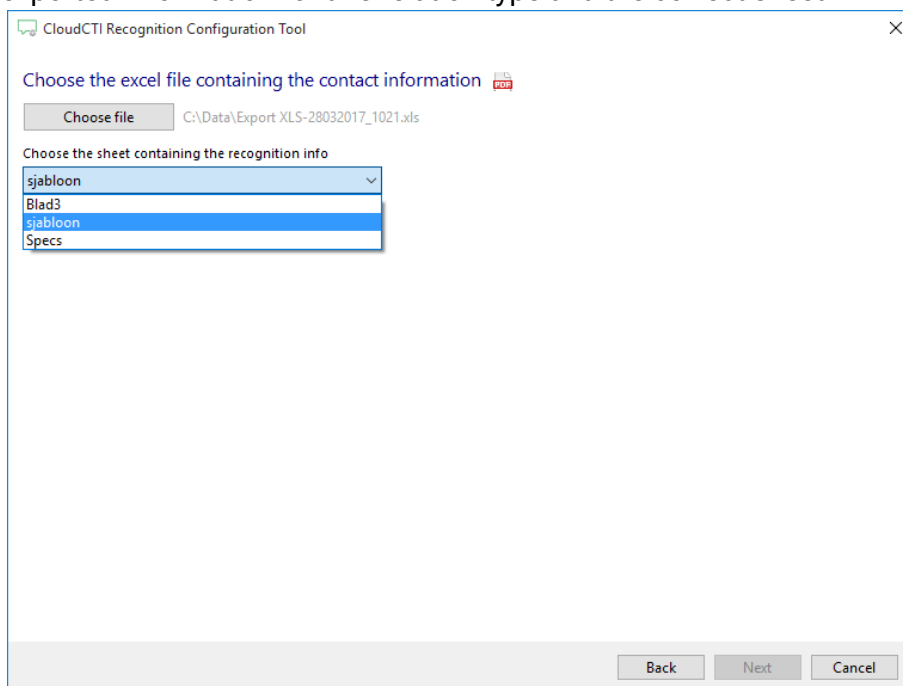 CloudCTI Recognition Configuration Tool
Choose the excel file containing the contact information PDF
Choose file C:\Data\Export XLS-28032017_1021.xls
Choose the sheet containing the recognition info
sjabloon
Blad3
sjabloon
Specs
Back Next Cancel